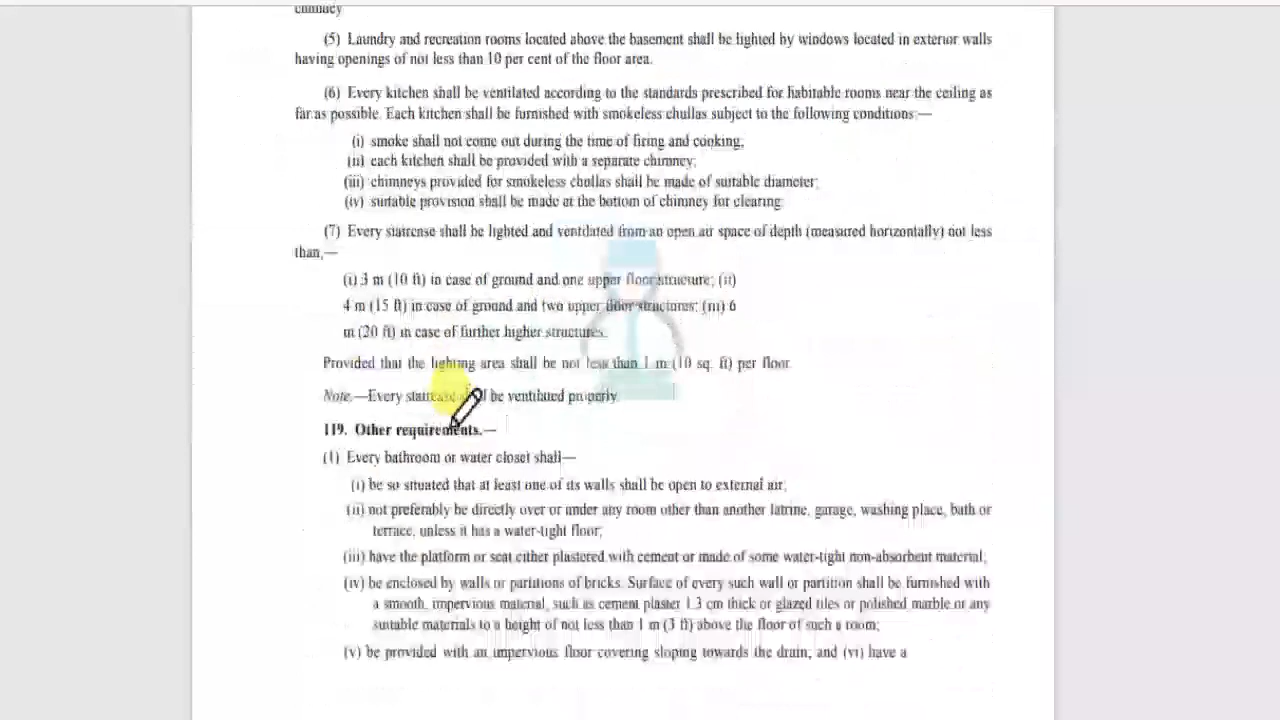 chimney
(5) Laundry and recreation rooms located above the basement shall be lighted by windows located in exterior walls
having openings of not less than 10 per cent of the floor area.
(6) Every kitchen shall be ventilated according to the standards prescribed for habitable rooms near the ceiling as
far as possible. Each kitchen shall be furnished with smokeless chullas subject to the following conditions:—
(i) smoke shall not come out during the time of firing and cooking;
(ii) each kitchen shall be provided with a separate chimney;
(iii) chimneys provided for smokeless chullas shall be made of suitable diameter;
(iv) suitable provision shall be made at the bottom of chimney for clearing.
(7) Every staircase shall be lighted and ventilated from an open air space of depth (measured horizontally) not less
than,—
(i) 3 m (10 ft) in case of ground and one upper floor structure; (ii)
4 m (15 ft) in case of ground and two upper floor structures; (iii) 6
m (20 ft) in case of further higher structures.
Provided that the lighting area shall be not less than 1 m (10 sq. ft) per floor.
Note.—Every staircase shall be ventilated properly.
119. Other requirements.—
(1) Every bathroom or water closet shall—
(i) be so situated that at least one of its walls shall be open to external air;
(ii) not preferably be directly over or under any room other than another latrine, garage, washing place, bath or
terrace, unless it has a water-tight floor;
(iii) have the platform or seat either plastered with cement or made of some water-tight non-absorbent material;
(iv) be enclosed by walls or partitions of bricks. Surface of every such wall or partition shall be furnished with
a smooth, impervious material, such as cement plaster 1.3 cm thick or glazed tiles or polished marble or any
suitable materials to a height of not less than 1 m (3 ft) above the floor of such a room;
(v) be provided with an impervious floor covering sloping towards the drain; and (vi) have a